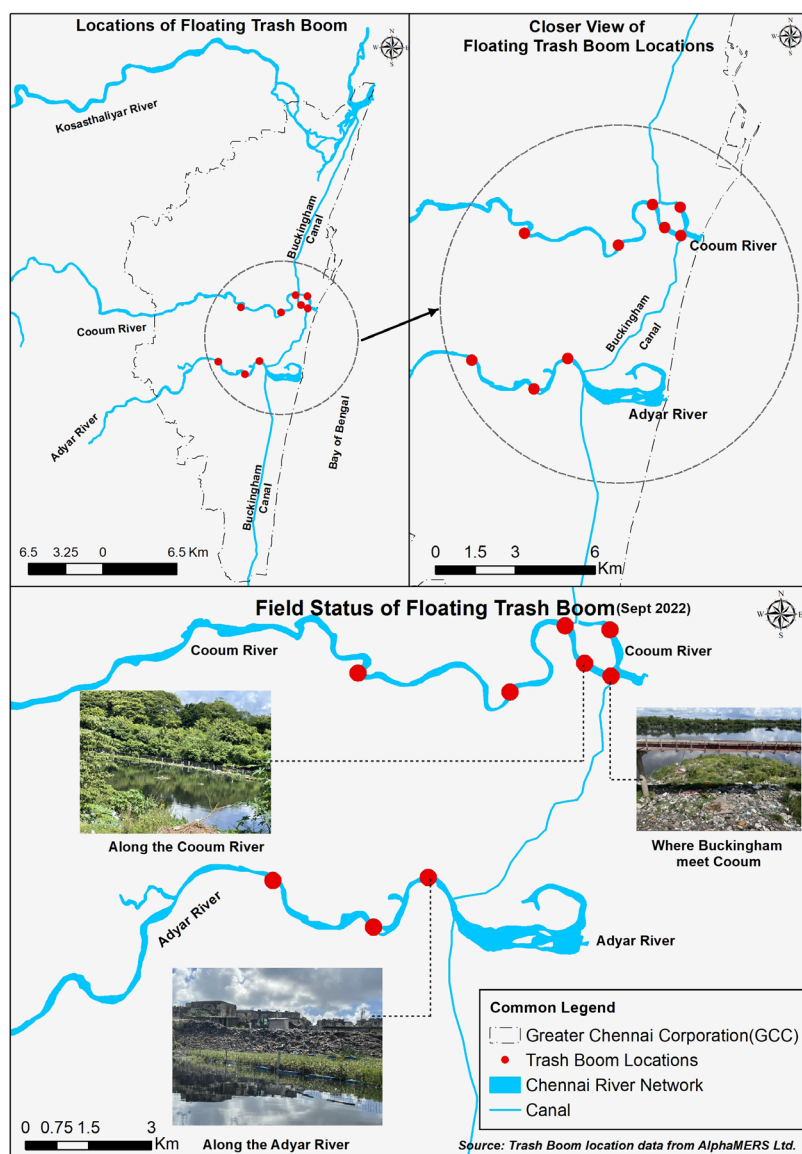 Locations of Floating Trash Boom
N
W
E
S
Kosasthaliyar River
Buckingham
Canal
Cooum River
Adyar River
Bay of Bengal
Buckingham
Canal
6.5 3.25 0 6.5 Km
Closer View of
Floating Trash Boom Locations
N
W
E
S
Cooum River
Buckingham
Canal
Adyar River
0 1.5 3 6
Km
Field Status of Floating Trash Boom(Sept 2022)
N
W
E
S
Cooum River
Cooum River
Along the Cooum River
Where Buckingham
meet Cooum
Adyar River
Adyar River
Along the Adyar River
0 0.75 1.5 3
Km
Common Legend
Greater Chennai Corporation(GCC)
Trash Boom Locations
Chennai River Network
Canal
Source: Trash Boom location data from AlphaMERS Ltd.